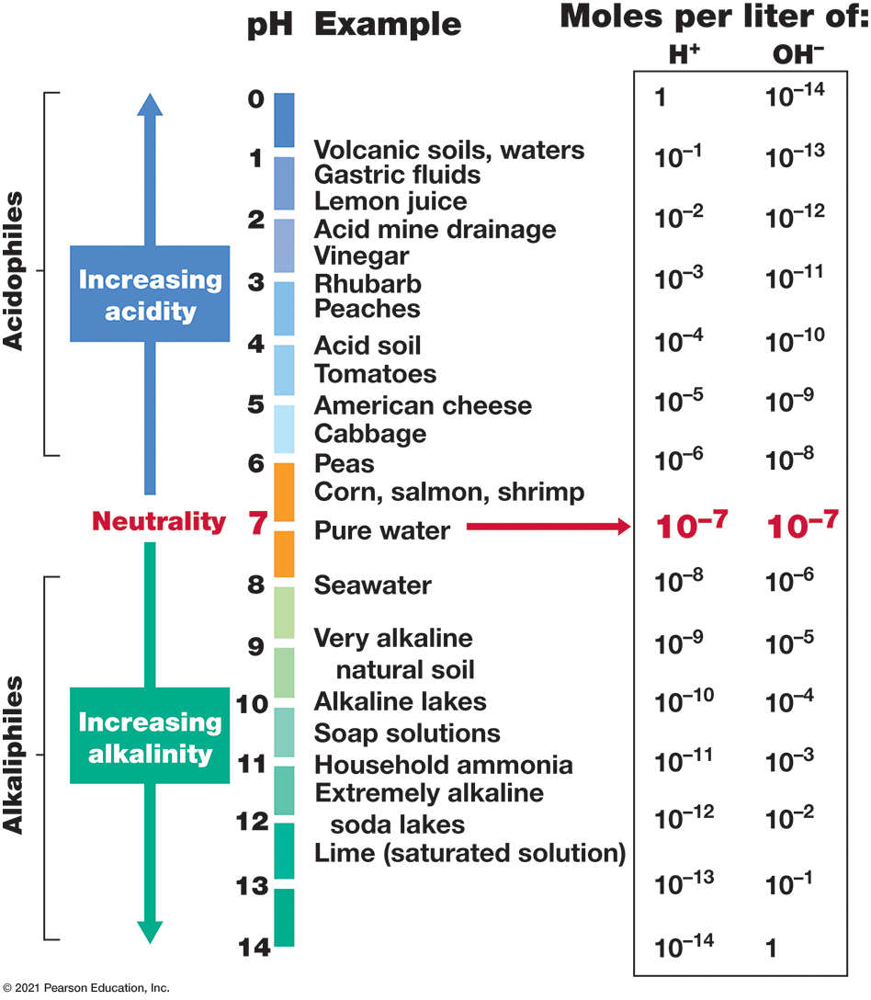 pH Example Moles per liter of:
H⁺ OH⁻
0 1 10⁻¹⁴
Volcanic soils, waters
1 10⁻¹ 10⁻¹³
Gastric fluids
Lemon juice
2 10⁻² 10⁻¹²
Acid mine drainage
Vinegar
3 Rhubarb 10⁻³ 10⁻¹¹
Peaches
4 Acid soil 10⁻⁴ 10⁻¹⁰
Tomatoes
5 American cheese 10⁻⁵ 10⁻⁹
Cabbage
6 Peas 10⁻⁶ 10⁻⁸
Corn, salmon, shrimp
Neutrality 7 Pure water 10⁻⁷ 10⁻⁷
8 Seawater 10⁻⁸ 10⁻⁶
Very alkaline
9 10⁻⁹ 10⁻⁵
natural soil
10 Alkaline lakes 10⁻¹⁰ 10⁻⁴
Soap solutions
11 Household ammonia 10⁻¹¹ 10⁻³
Extremely alkaline
12 soda lakes 10⁻¹² 10⁻²
Lime (saturated solution)
13 10⁻¹³ 10⁻¹
14 10⁻¹⁴ 1
Acidophiles
Increasing
acidity
Alkaliphiles
Increasing
alkalinity
© 2021 Pearson Education, Inc.